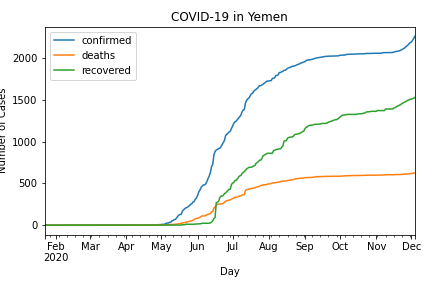 COVID-19 in Yemen
confirmed
deaths
recovered
Number of Cases
2000
1500
1000
500
0
Feb Mar Apr May Jun Jul Aug Sep Oct Nov Dec
2020
Day